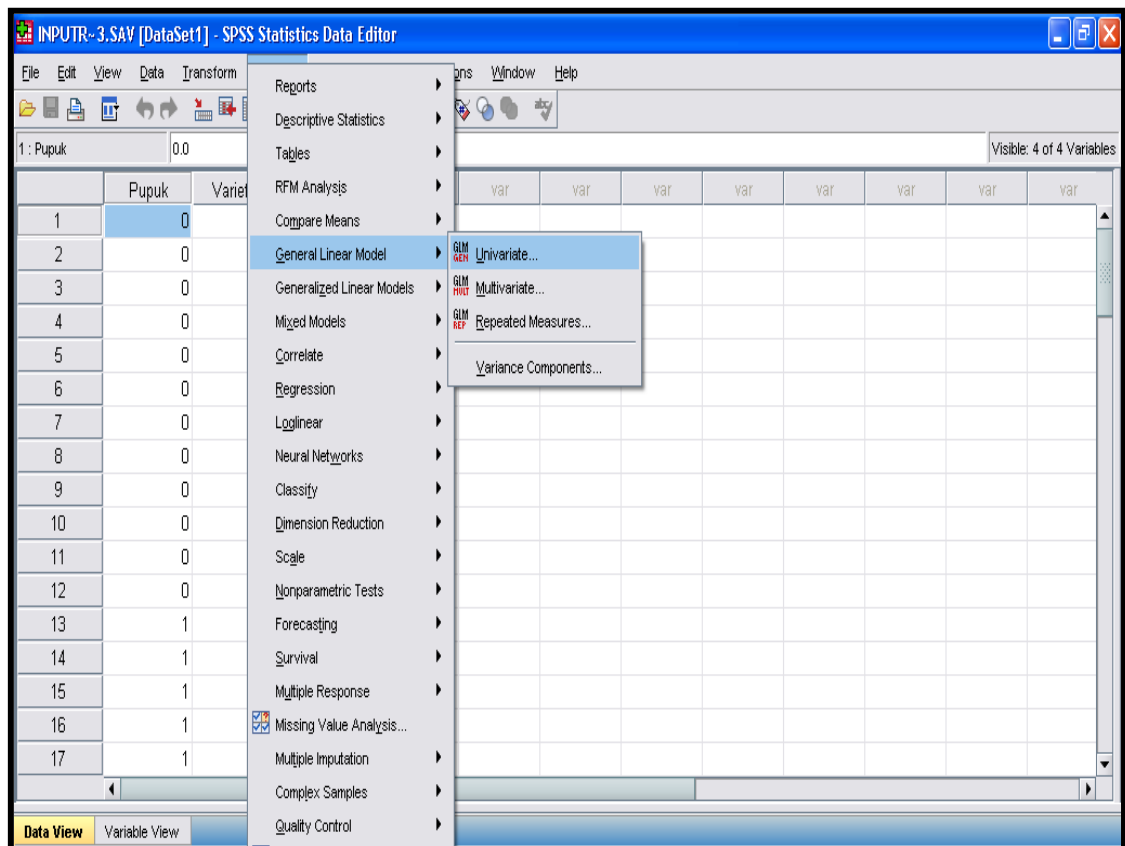 INPUTR~3.SAV [DataSet1] - SPSS Statistics Data Editor
File Edit View Data Transform Window Help
1 : Pupuk 0.0 Visible: 4 of 4 Variables
Pupuk var var var var var var var var
1 0
2 0
3 0
4 0
5 0
6 0
7 0
8 0
9 0
10 0
11 0
12 0
13 1
14 1
15 1
16 1
17 1
Reports
Descriptive Statistics
Tables
RFM Analysis
Compare Means
General Linear Model
Generalized Linear Models
Mixed Models
Correlate
Regression
Loglinear
Neural Networks
Classify
Dimension Reduction
Scale
Nonparametric Tests
Forecasting
Survival
Multiple Response
Missing Value Analysis...
Multiple Imputation
Complex Samples
Quality Control
GLM GEN Univariate...
GLM MULT Multivariate...
GLM REP Repeated Measures...
Variance Components...
Data View Variable View